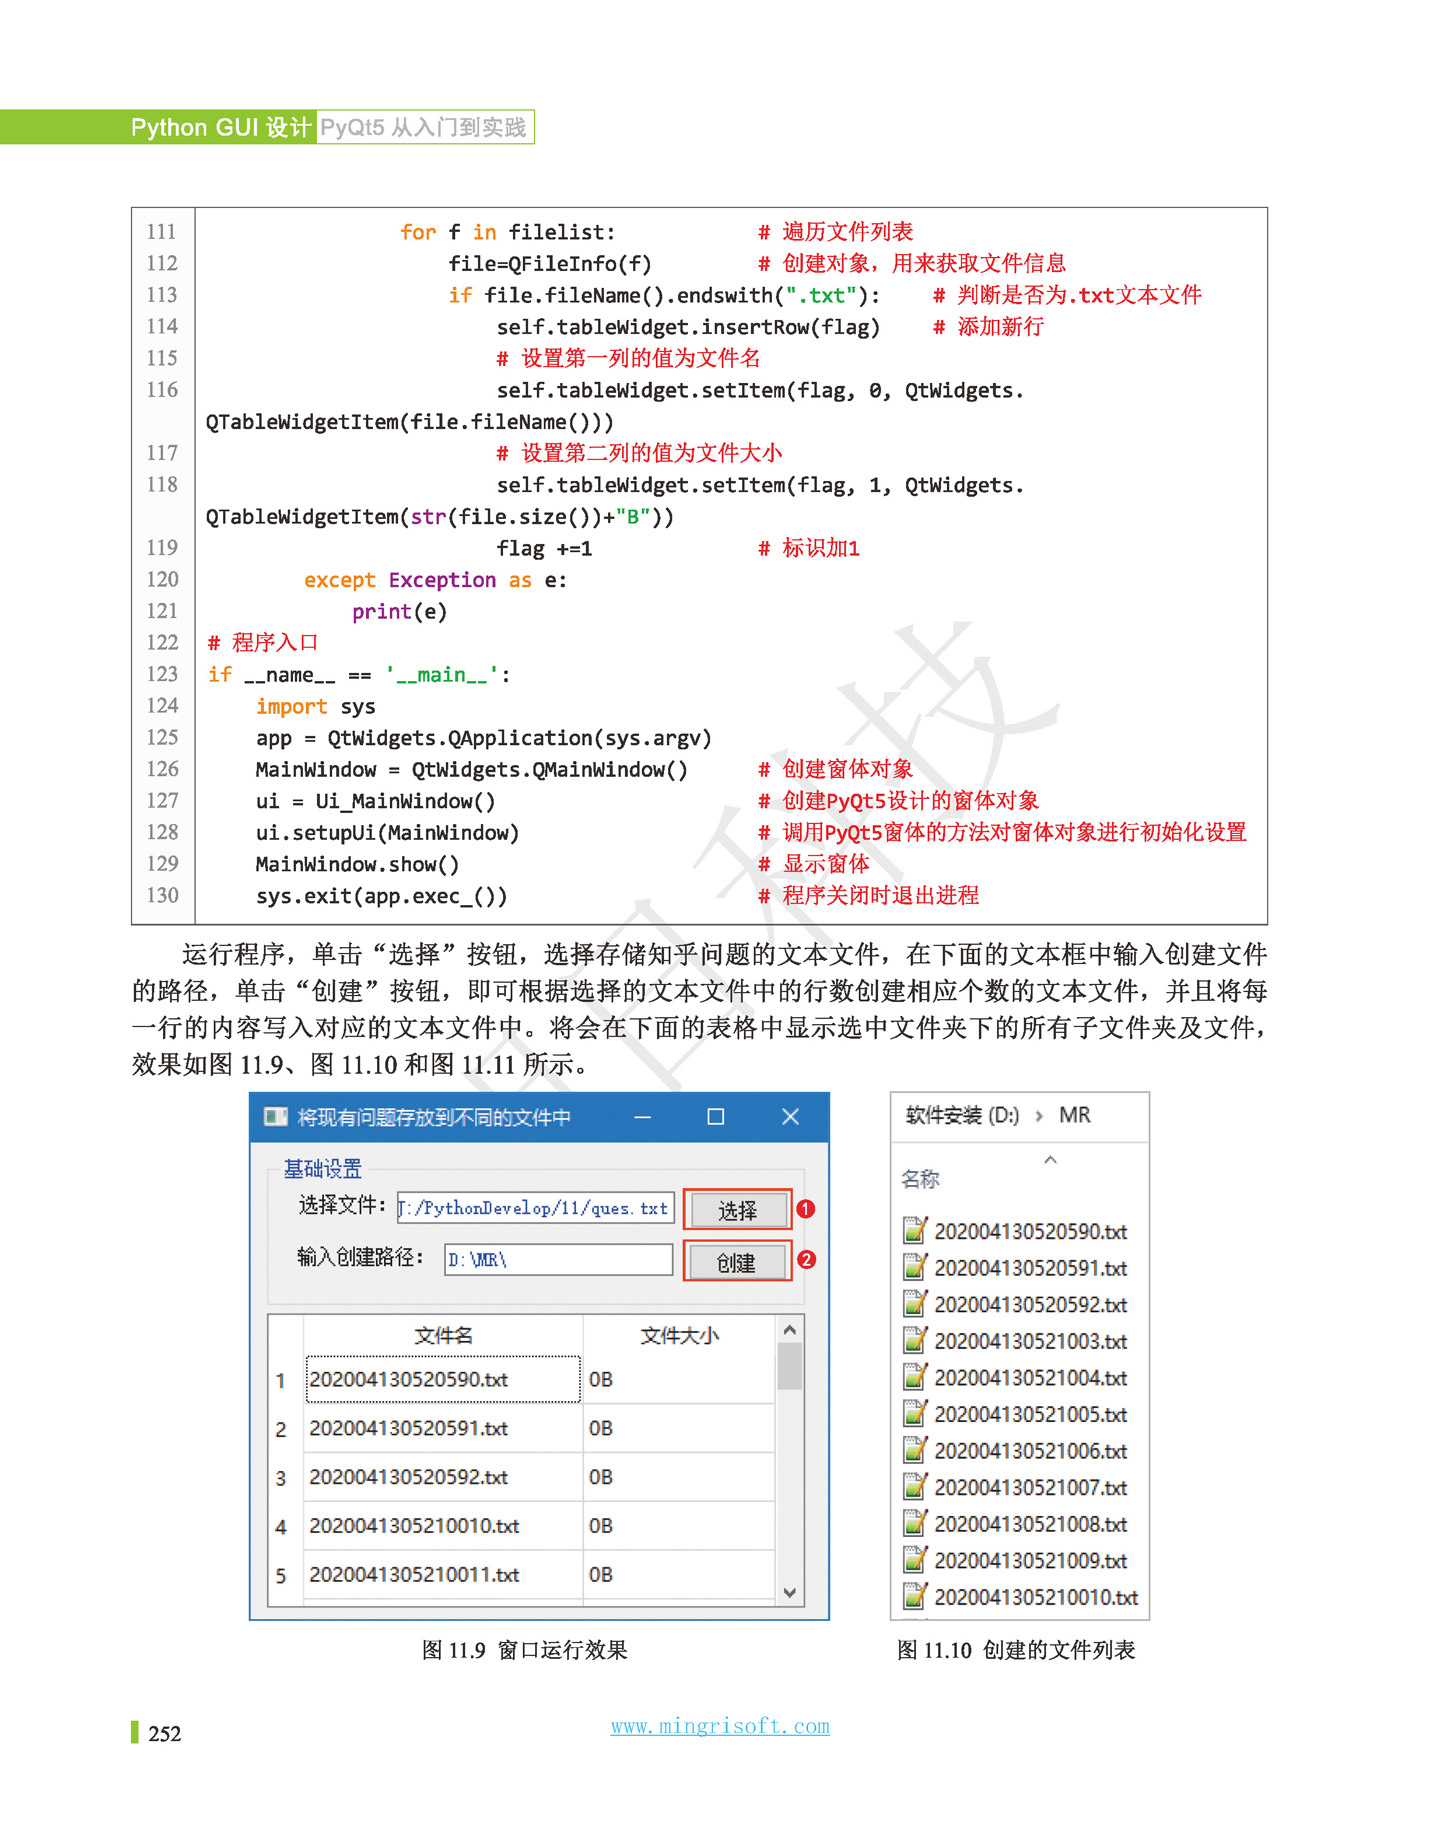 Python GUI 设计 PyQt5 从入门到实践
111 for f in filelist: # 遍历文件列表
112 file=QFileInfo(f) # 创建对象，用来获取文件信息
113 if file.fileName().endswith(".txt"): # 判断是否为.txt文本文件
114 self.tableWidget.insertRow(flag) # 添加新行
115 # 设置第一列的值为文件名
116 self.tableWidget.setItem(flag, 0, QtWidgets.
QTableWidgetItem(file.fileName()))
117 # 设置第二列的值为文件大小
118 self.tableWidget.setItem(flag, 1, QtWidgets.
QTableWidgetItem(str(file.size())+"B"))
119 flag +=1 # 标识加1
120 except Exception as e:
121 print(e)
122 # 程序入口
123 if __name__ == '__main__':
124 import sys
125 app = QtWidgets.QApplication(sys.argv)
126 MainWindow = QtWidgets.QMainWindow() # 创建窗体对象
127 ui = Ui_MainWindow() # 创建PyQt5设计的窗体对象
128 ui.setupUi(MainWindow) # 调用PyQt5窗体的方法对窗体对象进行初始化设置
129 MainWindow.show() # 显示窗体
130 sys.exit(app.exec_()) # 程序关闭时退出进程
运行程序，单击“选择”按钮，选择存储知乎问题的文本文件，在下面的文本框中输入创建文件
的路径，单击“创建”按钮，即可根据选择的文本文件中的行数创建相应个数的文本文件，并且将每
一行的内容写入对应的文本文件中。将会在下面的表格中显示选中文件夹下的所有子文件夹及文件，
效果如图 11.9、图 11.10 和图 11.11 所示。
将现有问题存放到不同的文件中
基础设置
选择文件： :/PythonDevelop/11/ques.txt 选择 1
输入创建路径： D:\MR\ 创建 2
文件名 文件大小
1 202004130520590.txt 0B
2 202004130520591.txt 0B
3 202004130520592.txt 0B
4 2020041305210010.txt 0B
5 2020041305210011.txt 0B
图 11.9 窗口运行效果
软件安装 (D:) › MR
名称
202004130520590.txt
202004130520591.txt
202004130520592.txt
202004130521003.txt
202004130521004.txt
202004130521005.txt
202004130521006.txt
202004130521007.txt
202004130521008.txt
202004130521009.txt
2020041305210010.txt
图 11.10 创建的文件列表
252
www.mingrisoft.com
日科技